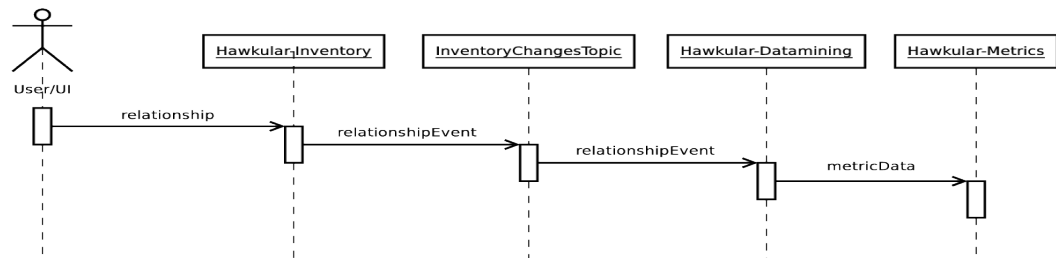 Hawkular-Inventory
InventoryChangesTopic
Hawkular-Datamining
Hawkular-Metrics
User/UI
relationship
relationshipEvent
relationshipEvent
metricData